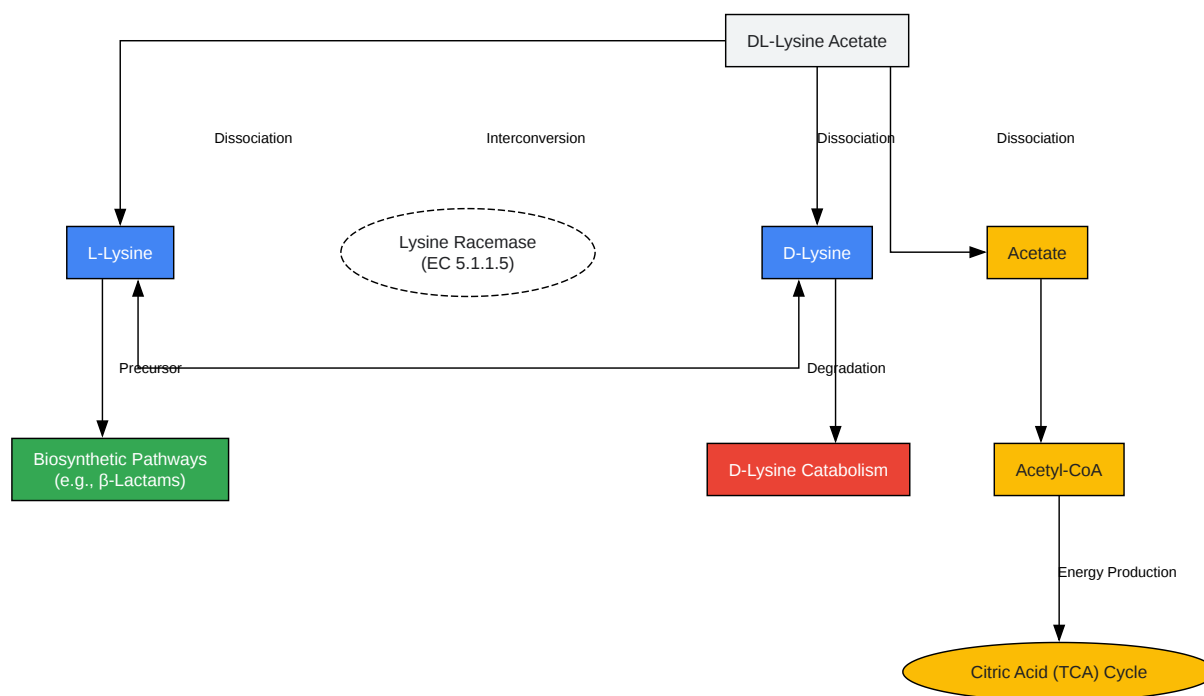 DL-Lysine Acetate
Dissociation
Interconversion
Dissociation
Dissociation
L-Lysine
Lysine Racemase
(EC 5.1.1.5)
D-Lysine
Acetate
Precursor
Degradation
Biosynthetic Pathways
(e.g., β-Lactams)
D-Lysine Catabolism
Acetyl-CoA
Energy Production
Citric Acid (TCA) Cycle